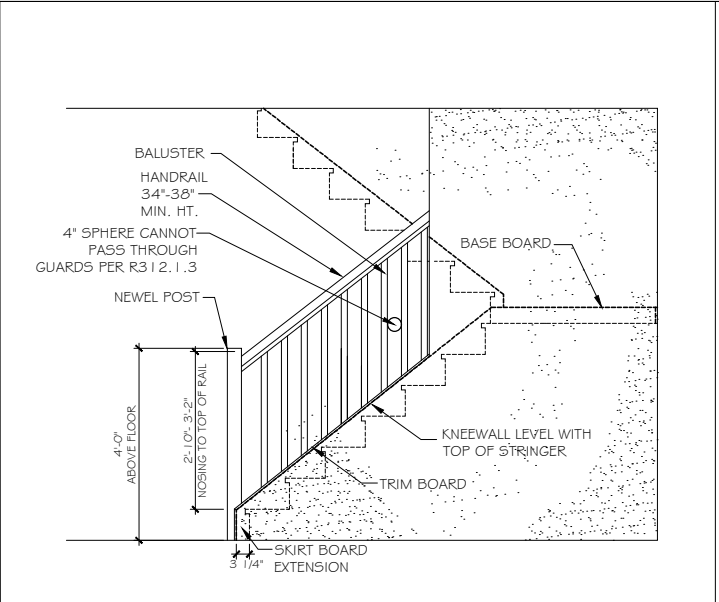 BALUSTER
HANDRAIL
34"-38"
MIN. HT.
4" SPHERE CANNOT
PASS THROUGH
GUARDS PER R312.1.3
NEWEL POST
BASE BOARD
4'-0"
ABOVE FLOOR
2'-10"- 3'-2"
NOSING TO TOP OF RAIL
KNEEWALL LEVEL WITH
TOP OF STRINGER
TRIM BOARD
SKIRT BOARD
EXTENSION
3 1/4"